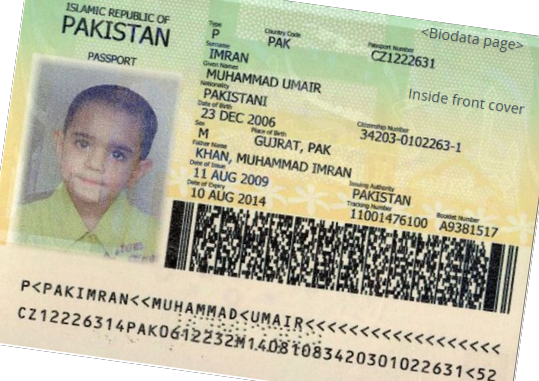 ISLAMIC REPUBLIC OF
PAKISTAN
PASSPORT
<Biodata page>
Inside front cover
Type Country Code Passport Number
P PAK CZ1222631
Surname
IMRAN
Given Names
MUHAMMAD UMAIR
Nationality
PAKISTANI
Date of Birth Citizenship Number
23 DEC 2006 34203-0102263-1
Sex Place of Birth
M GUJRAT, PAK
Father Name
KHAN, MUHAMMAD IMRAN
Date of Issue Issuing Authority
11 AUG 2009 PAKISTAN
Date of Expiry Tracking Number Booklet Number
10 AUG 2014 11001476100 A9381517
P<PAKIMRAN<<MUHAMMAD<UMAIR<<<<<<<<<<<<<<<<<<
CZ12226314PAK0612232M1408108342030102​2631<52